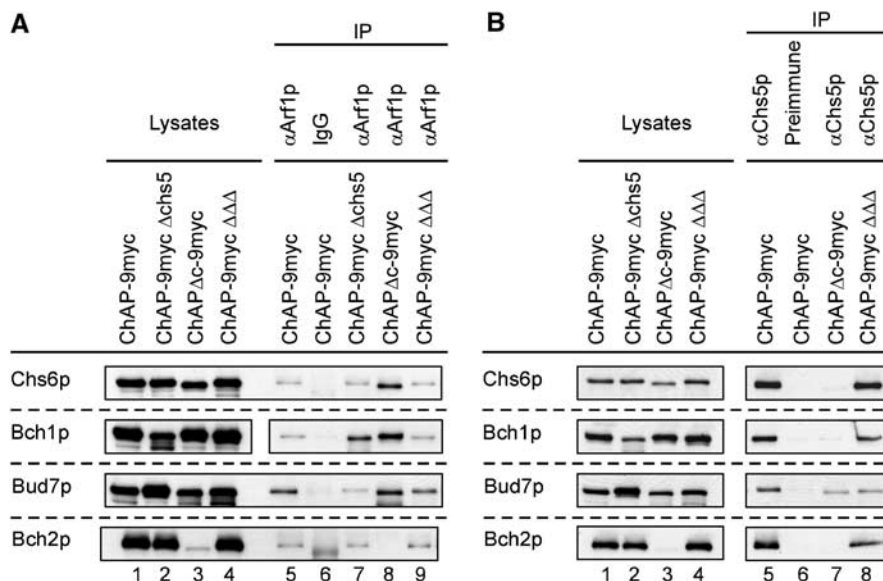 A
IP
Lysates
αArf1p
IgG
αArf1p
αArf1p
αArf1p
ChAP-9myc
ChAP-9myc Δchs5
ChAPΔc-9myc
ChAP-9myc ΔΔΔ
ChAP-9myc
ChAP-9myc
ChAP-9myc Δchs5
ChAPΔc-9myc
ChAP-9myc ΔΔΔ
Chs6p
Bch1p
Bud7p
Bch2p
1 2 3 4 5 6 7 8 9
B
IP
Lysates
αChs5p
Preimmune
αChs5p
αChs5p
ChAP-9myc
ChAP-9myc Δchs5
ChAPΔc-9myc
ChAP-9myc ΔΔΔ
ChAP-9myc
ChAP-9myc
ChAPΔc-9myc
ChAP-9myc ΔΔΔ
Chs6p
Bch1p
Bud7p
Bch2p
1 2 3 4 5 6 7 8